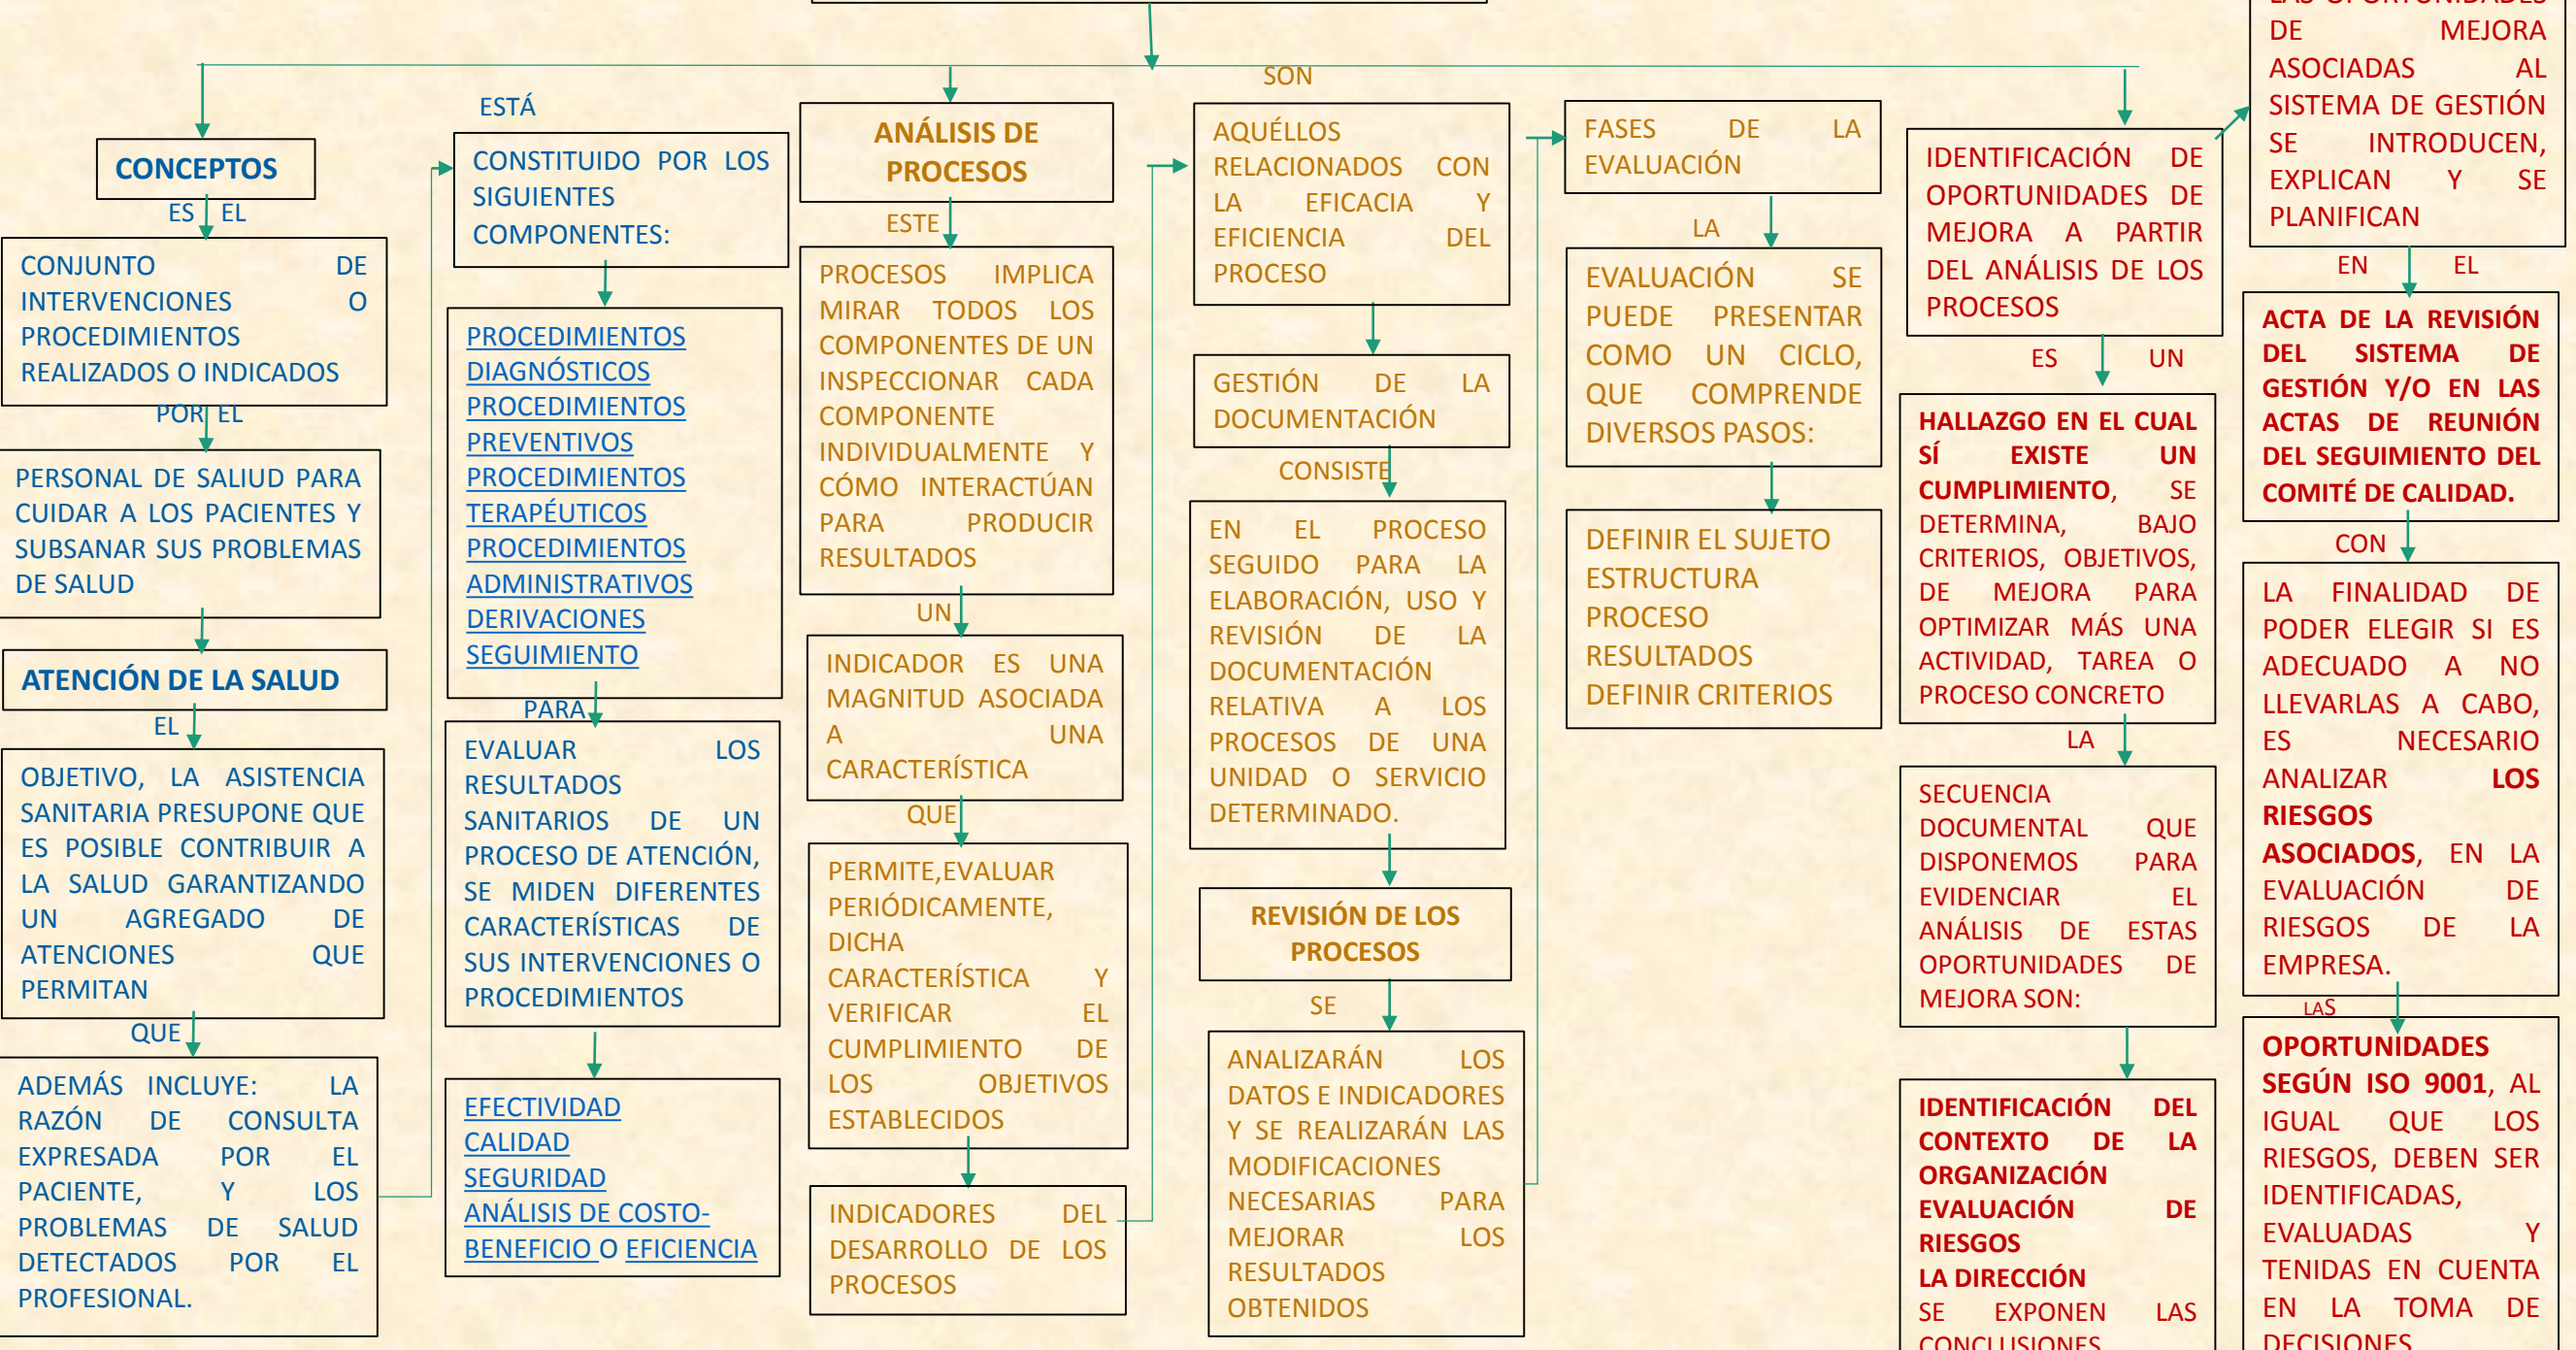 CONCEPTOS
ES EL
CONJUNTO DE
INTERVENCIONES O
PROCEDIMIENTOS
REALIZADOS O INDICADOS
POR EL
PERSONAL DE SALIUD PARA
CUIDAR A LOS PACIENTES Y
SUBSANAR SUS PROBLEMAS
DE SALUD
ATENCIÓN DE LA SALUD
EL
OBJETIVO, LA ASISTENCIA
SANITARIA PRESUPONE QUE
ES POSIBLE CONTRIBUIR A
LA SALUD GARANTIZANDO
UN AGREGADO DE
ATENCIONES QUE
PERMITAN
QUE
ADEMÁS INCLUYE: LA
RAZÓN DE CONSULTA
EXPRESADA POR EL
PACIENTE, Y LOS
PROBLEMAS DE SALUD
DETECTADOS POR EL
PROFESIONAL.
ESTÁ
CONSTITUIDO POR LOS
SIGUIENTES
COMPONENTES:
PROCEDIMIENTOS
DIAGNÓSTICOS
PROCEDIMIENTOS
PREVENTIVOS
PROCEDIMIENTOS
TERAPÉUTICOS
PROCEDIMIENTOS
ADMINISTRATIVOS
DERIVACIONES
SEGUIMIENTO
PARA
EVALUAR LOS
RESULTADOS
SANITARIOS DE UN
PROCESO DE ATENCIÓN,
SE MIDEN DIFERENTES
CARACTERÍSTICAS DE
SUS INTERVENCIONES O
PROCEDIMIENTOS
EFECTIVIDAD
CALIDAD
SEGURIDAD
ANÁLISIS DE COSTO-
BENEFICIO O EFICIENCIA
ANÁLISIS DE
PROCESOS
ESTE
PROCESOS IMPLICA
MIRAR TODOS LOS
COMPONENTES DE UN
INSPECCIONAR CADA
COMPONENTE
INDIVIDUALMENTE Y
CÓMO INTERACTÚAN
PARA PRODUCIR
RESULTADOS
UN
INDICADOR ES UNA
MAGNITUD ASOCIADA
A UNA
CARACTERÍSTICA
QUE
PERMITE,EVALUAR
PERIÓDICAMENTE,
DICHA
CARACTERÍSTICA Y
VERIFICAR EL
CUMPLIMIENTO DE
LOS OBJETIVOS
ESTABLECIDOS
INDICADORES DEL
DESARROLLO DE LOS
PROCESOS
SON
AQUÉLLOS
RELACIONADOS CON
LA EFICACIA Y
EFICIENCIA DEL
PROCESO
GESTIÓN DE LA
DOCUMENTACIÓN
CONSISTE
EN EL PROCESO
SEGUIDO PARA LA
ELABORACIÓN, USO Y
REVISIÓN DE LA
DOCUMENTACIÓN
RELATIVA A LOS
PROCESOS DE UNA
UNIDAD O SERVICIO
DETERMINADO.
REVISIÓN DE LOS
PROCESOS
SE
ANALIZARÁN LOS
DATOS E INDICADORES
Y SE REALIZARÁN LAS
MODIFICACIONES
NECESARIAS PARA
MEJORAR LOS
RESULTADOS
OBTENIDOS
FASES DE LA
EVALUACIÓN
LA
EVALUACIÓN SE
PUEDE PRESENTAR
COMO UN CICLO,
QUE COMPRENDE
DIVERSOS PASOS:
DEFINIR EL SUJETO
ESTRUCTURA
PROCESO
RESULTADOS
DEFINIR CRITERIOS
IDENTIFICACIÓN DE
OPORTUNIDADES DE
MEJORA A PARTIR
DEL ANÁLISIS DE LOS
PROCESOS
ES UN
HALLAZGO EN EL CUAL
SÍ EXISTE UN
CUMPLIMIENTO, SE
DETERMINA, BAJO
CRITERIOS, OBJETIVOS,
DE MEJORA PARA
OPTIMIZAR MÁS UNA
ACTIVIDAD, TAREA O
PROCESO CONCRETO
LA
SECUENCIA
DOCUMENTAL QUE
DISPONEMOS PARA
EVIDENCIAR EL
ANÁLISIS DE ESTAS
OPORTUNIDADES DE
MEJORA SON:
IDENTIFICACIÓN DEL
CONTEXTO DE LA
ORGANIZACIÓN
EVALUACIÓN DE
RIESGOS
LA DIRECCIÓN
SE EXPONEN LAS
CONCLUSIONES
LAS OPORTUNIDADES
DE MEJORA
ASOCIADAS AL
SISTEMA DE GESTIÓN
SE INTRODUCEN,
EXPLICAN Y SE
PLANIFICAN
EN EL
ACTA DE LA REVISIÓN
DEL SISTEMA DE
GESTIÓN Y/O EN LAS
ACTAS DE REUNIÓN
DEL SEGUIMIENTO DEL
COMITÉ DE CALIDAD.
CON
LA FINALIDAD DE
PODER ELEGIR SI ES
ADECUADO A NO
LLEVARLAS A CABO,
ES NECESARIO
ANALIZAR LOS
RIESGOS
ASOCIADOS, EN LA
EVALUACIÓN DE
RIESGOS DE LA
EMPRESA.
LAS
OPORTUNIDADES
SEGÚN ISO 9001, AL
IGUAL QUE LOS
RIESGOS, DEBEN SER
IDENTIFICADAS,
EVALUADAS Y
TENIDAS EN CUENTA
EN LA TOMA DE
DECISIONES